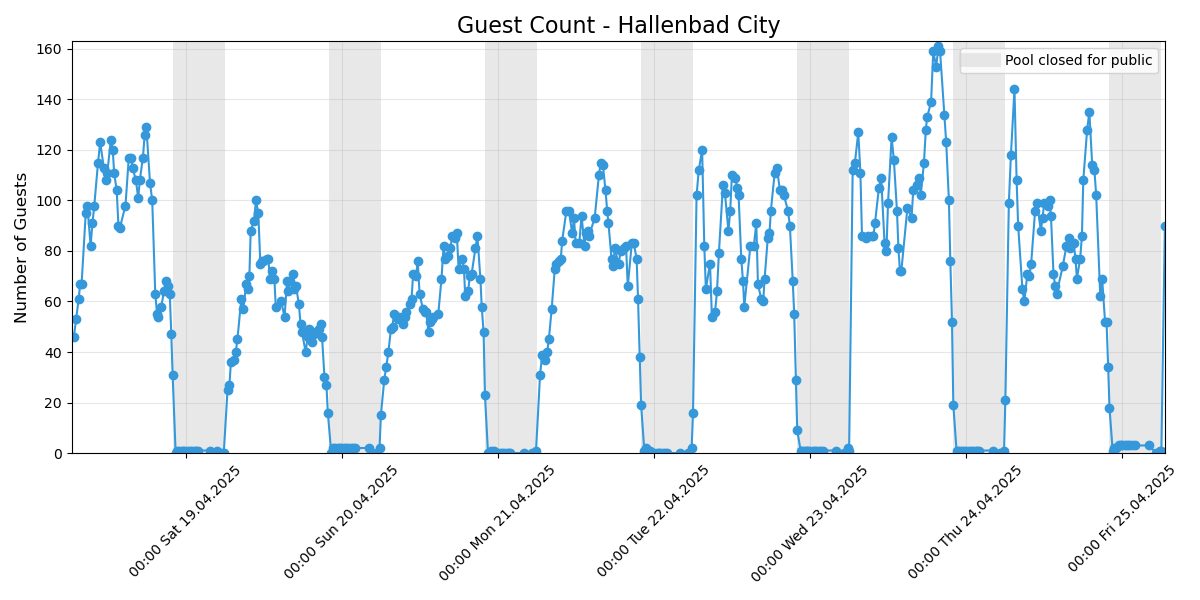 Guest Count - Hallenbad City
Pool closed for public
Number of Guests
160
140
120
100
80
60
40
20
0
00:00 Sat 19.04.2025
00:00 Sun 20.04.2025
00:00 Mon 21.04.2025
00:00 Tue 22.04.2025
00:00 Wed 23.04.2025
00:00 Thu 24.04.2025
00:00 Fri 25.04.2025